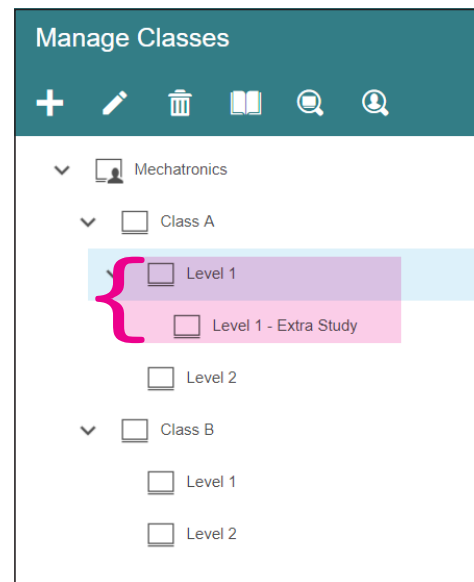 Manage Classes
Mechatronics
Class A
Level 1
Level 1 - Extra Study
Level 2
Class B
Level 1
Level 2